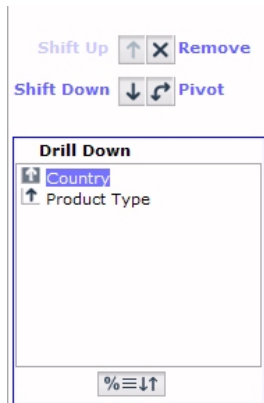 Shift Up Remove
Shift Down Pivot
Drill Down
Country
Product Type
%